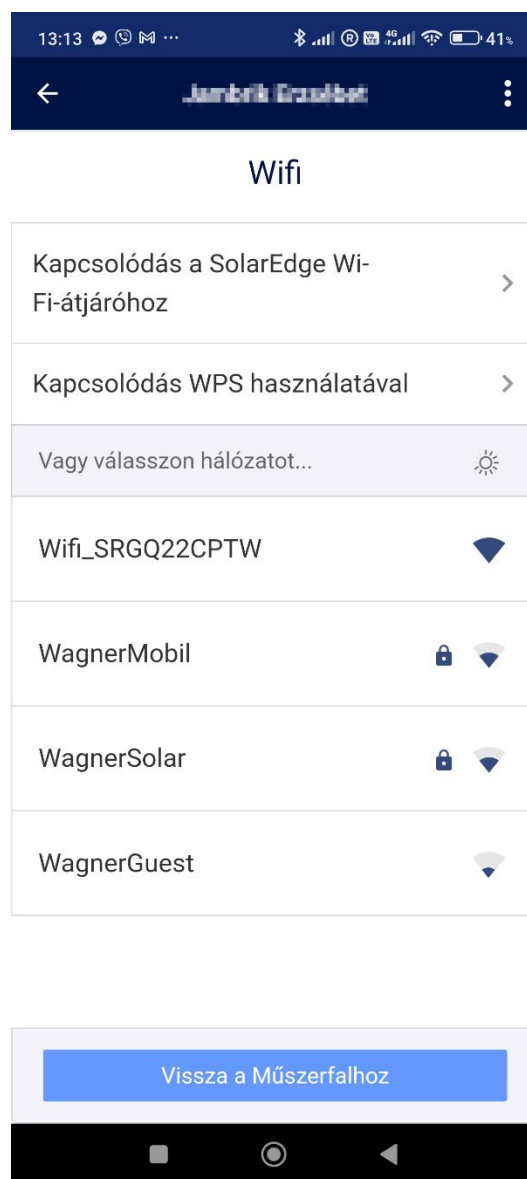 13:13 ··· 4G 41%
Wifi
Kapcsolódás a SolarEdge Wi-
Fi-átjáróhoz
Kapcsolódás WPS használatával
Vagy válasszon hálózatot...
Wifi_SRGQ22CPTW
WagnerMobil
WagnerSolar
WagnerGuest
Vissza a Műszerfalhoz